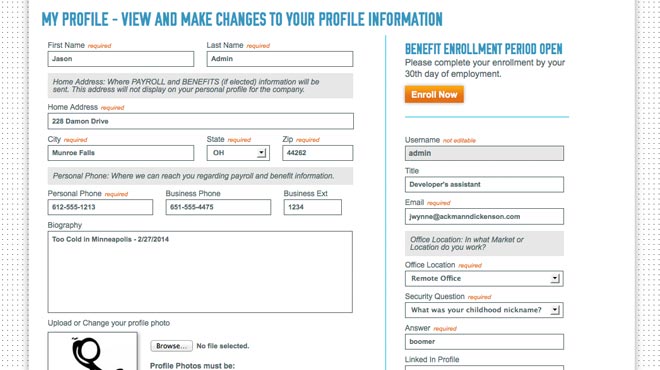 MY PROFILE - VIEW AND MAKE CHANGES TO YOUR PROFILE INFORMATION
First Name required
Last Name required
Jason
Admin
Home Address: Where PAYROLL and BENEFITS (if elected) information will be
sent. This address will not display on your personal profile for the company.
Home Address required
228 Damon Drive
City required
State required
Zip required
Munroe Falls
OH
44262
Personal Phone: Where we can reach you regarding payroll and benefit information.
Personal Phone required
Business Phone
Business Ext
612-555-1213
651-555-4475
1234
Biography
Too Cold in Minneapolis - 2/27/2014
Upload or Change your profile photo
Browse...
No file selected.
Profile Photos must be:
BENEFIT ENROLLMENT PERIOD OPEN
Please complete your enrollment by your
30th day of employment.
Enroll Now
Username not editable
admin
Title
Developer's assistant
Email required
jwynne@ackmanndickenson.com
Office Location: In what Market or
Location do you work?
Office Location required
Remote Office
Security Question required
What was your childhood nickname?
Answer required
boomer
Linked In Profile